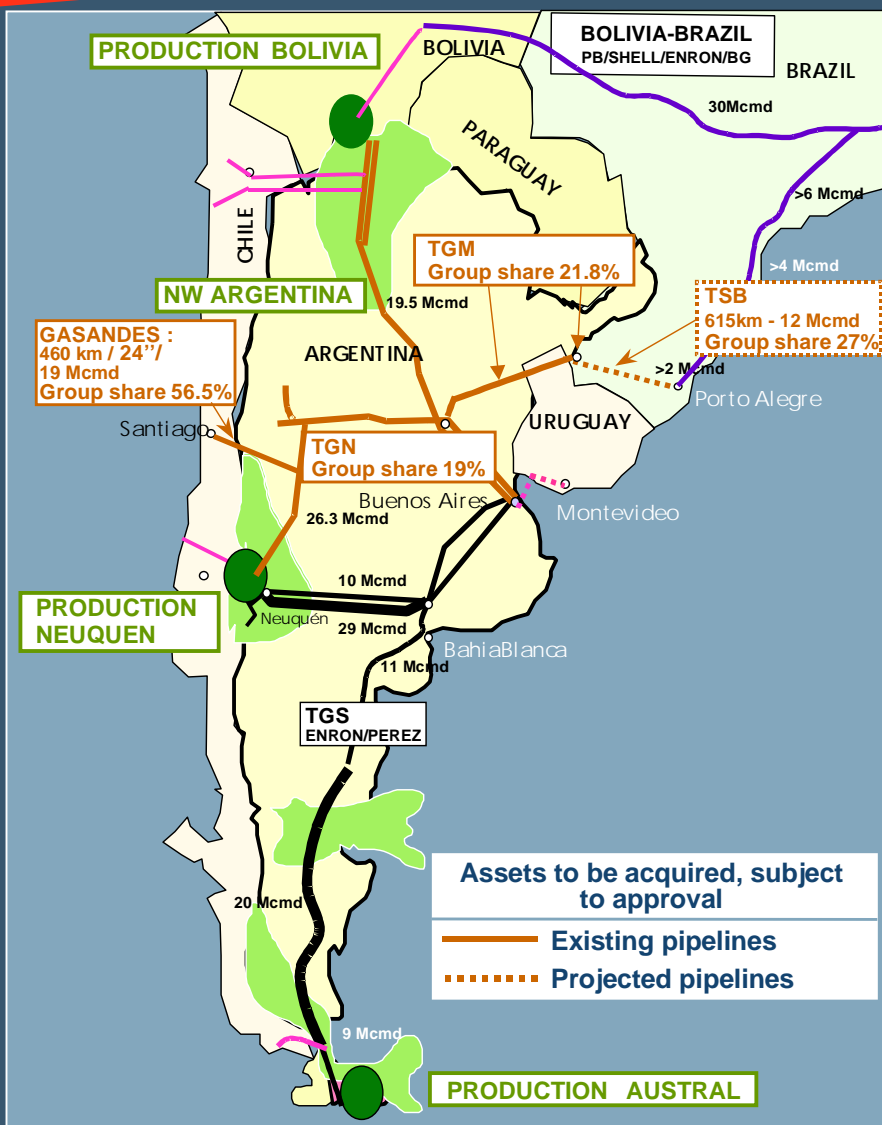 PRODUCTION BOLIVIA
BOLIVIA
BOLIVIA-BRAZIL
PB/SHELL/ENRON/BG
BRAZIL
30Mcmd
PARAGUAY
>6 Mcmd
CHILE
TGM
Group share 21.8%
>4 Mcmd
NW ARGENTINA
19.5 Mcmd
TSB
615km - 12 Mcmd
Group share 27%
GASANDES :
460 km / 24’’/
19 Mcmd
Group share 56.5%
ARGENTINA
>2 Mcmd
Porto Alegre
Santiago
URUGUAY
TGN
Group share 19%
Buenos Aires
Montevideo
26.3 Mcmd
10 Mcmd
PRODUCTION
NEUQUEN
Neuquén
29 Mcmd
BahiaBlanca
11 Mcmd
TGS
ENRON/PEREZ
Assets to be acquired, subject
to approval
20 Mcmd
Existing pipelines
Projected pipelines
9 Mcmd
PRODUCTION AUSTRAL